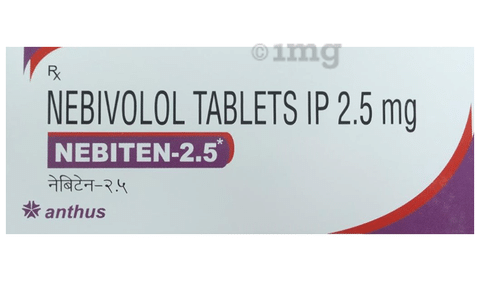 ©1mg
Rx
NEBIVOLOL TABLETS IP 2.5 mg
NEBITEN-2.5*
नेबिटेन-२.५
anthus